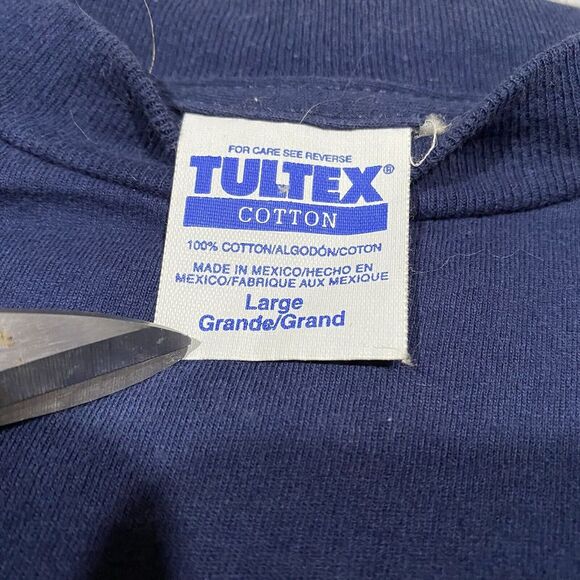 FOR CARE SEE REVERSE
TULTEX®
COTTON
100% COTTON/ALGODÓN/COTON
MADE IN MEXICO/HECHO EN
MEXICO/FABRIQUE AUX MEXIQUE
Large
Grande/Grand